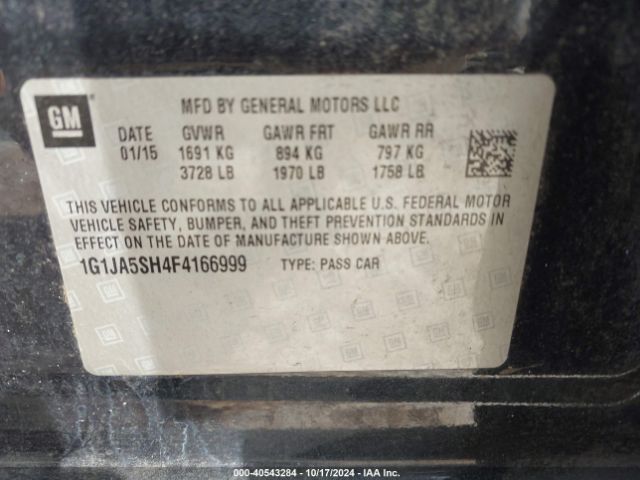 GM
MFD BY GENERAL MOTORS LLC
DATE GVWR GAWR FRT GAWR RR
01/15 1691 KG 894 KG 797 KG
3728 LB 1970 LB 1758 LB
THIS VEHICLE CONFORMS TO ALL APPLICABLE U.S. FEDERAL MOTOR
VEHICLE SAFETY, BUMPER, AND THEFT PREVENTION STANDARDS IN
EFFECT ON THE DATE OF MANUFACTURE SHOWN ABOVE.
1G1JA5SH4F4166999 TYPE: PASS CAR
000-40543284 | 10/17/2024 | IAA Inc.